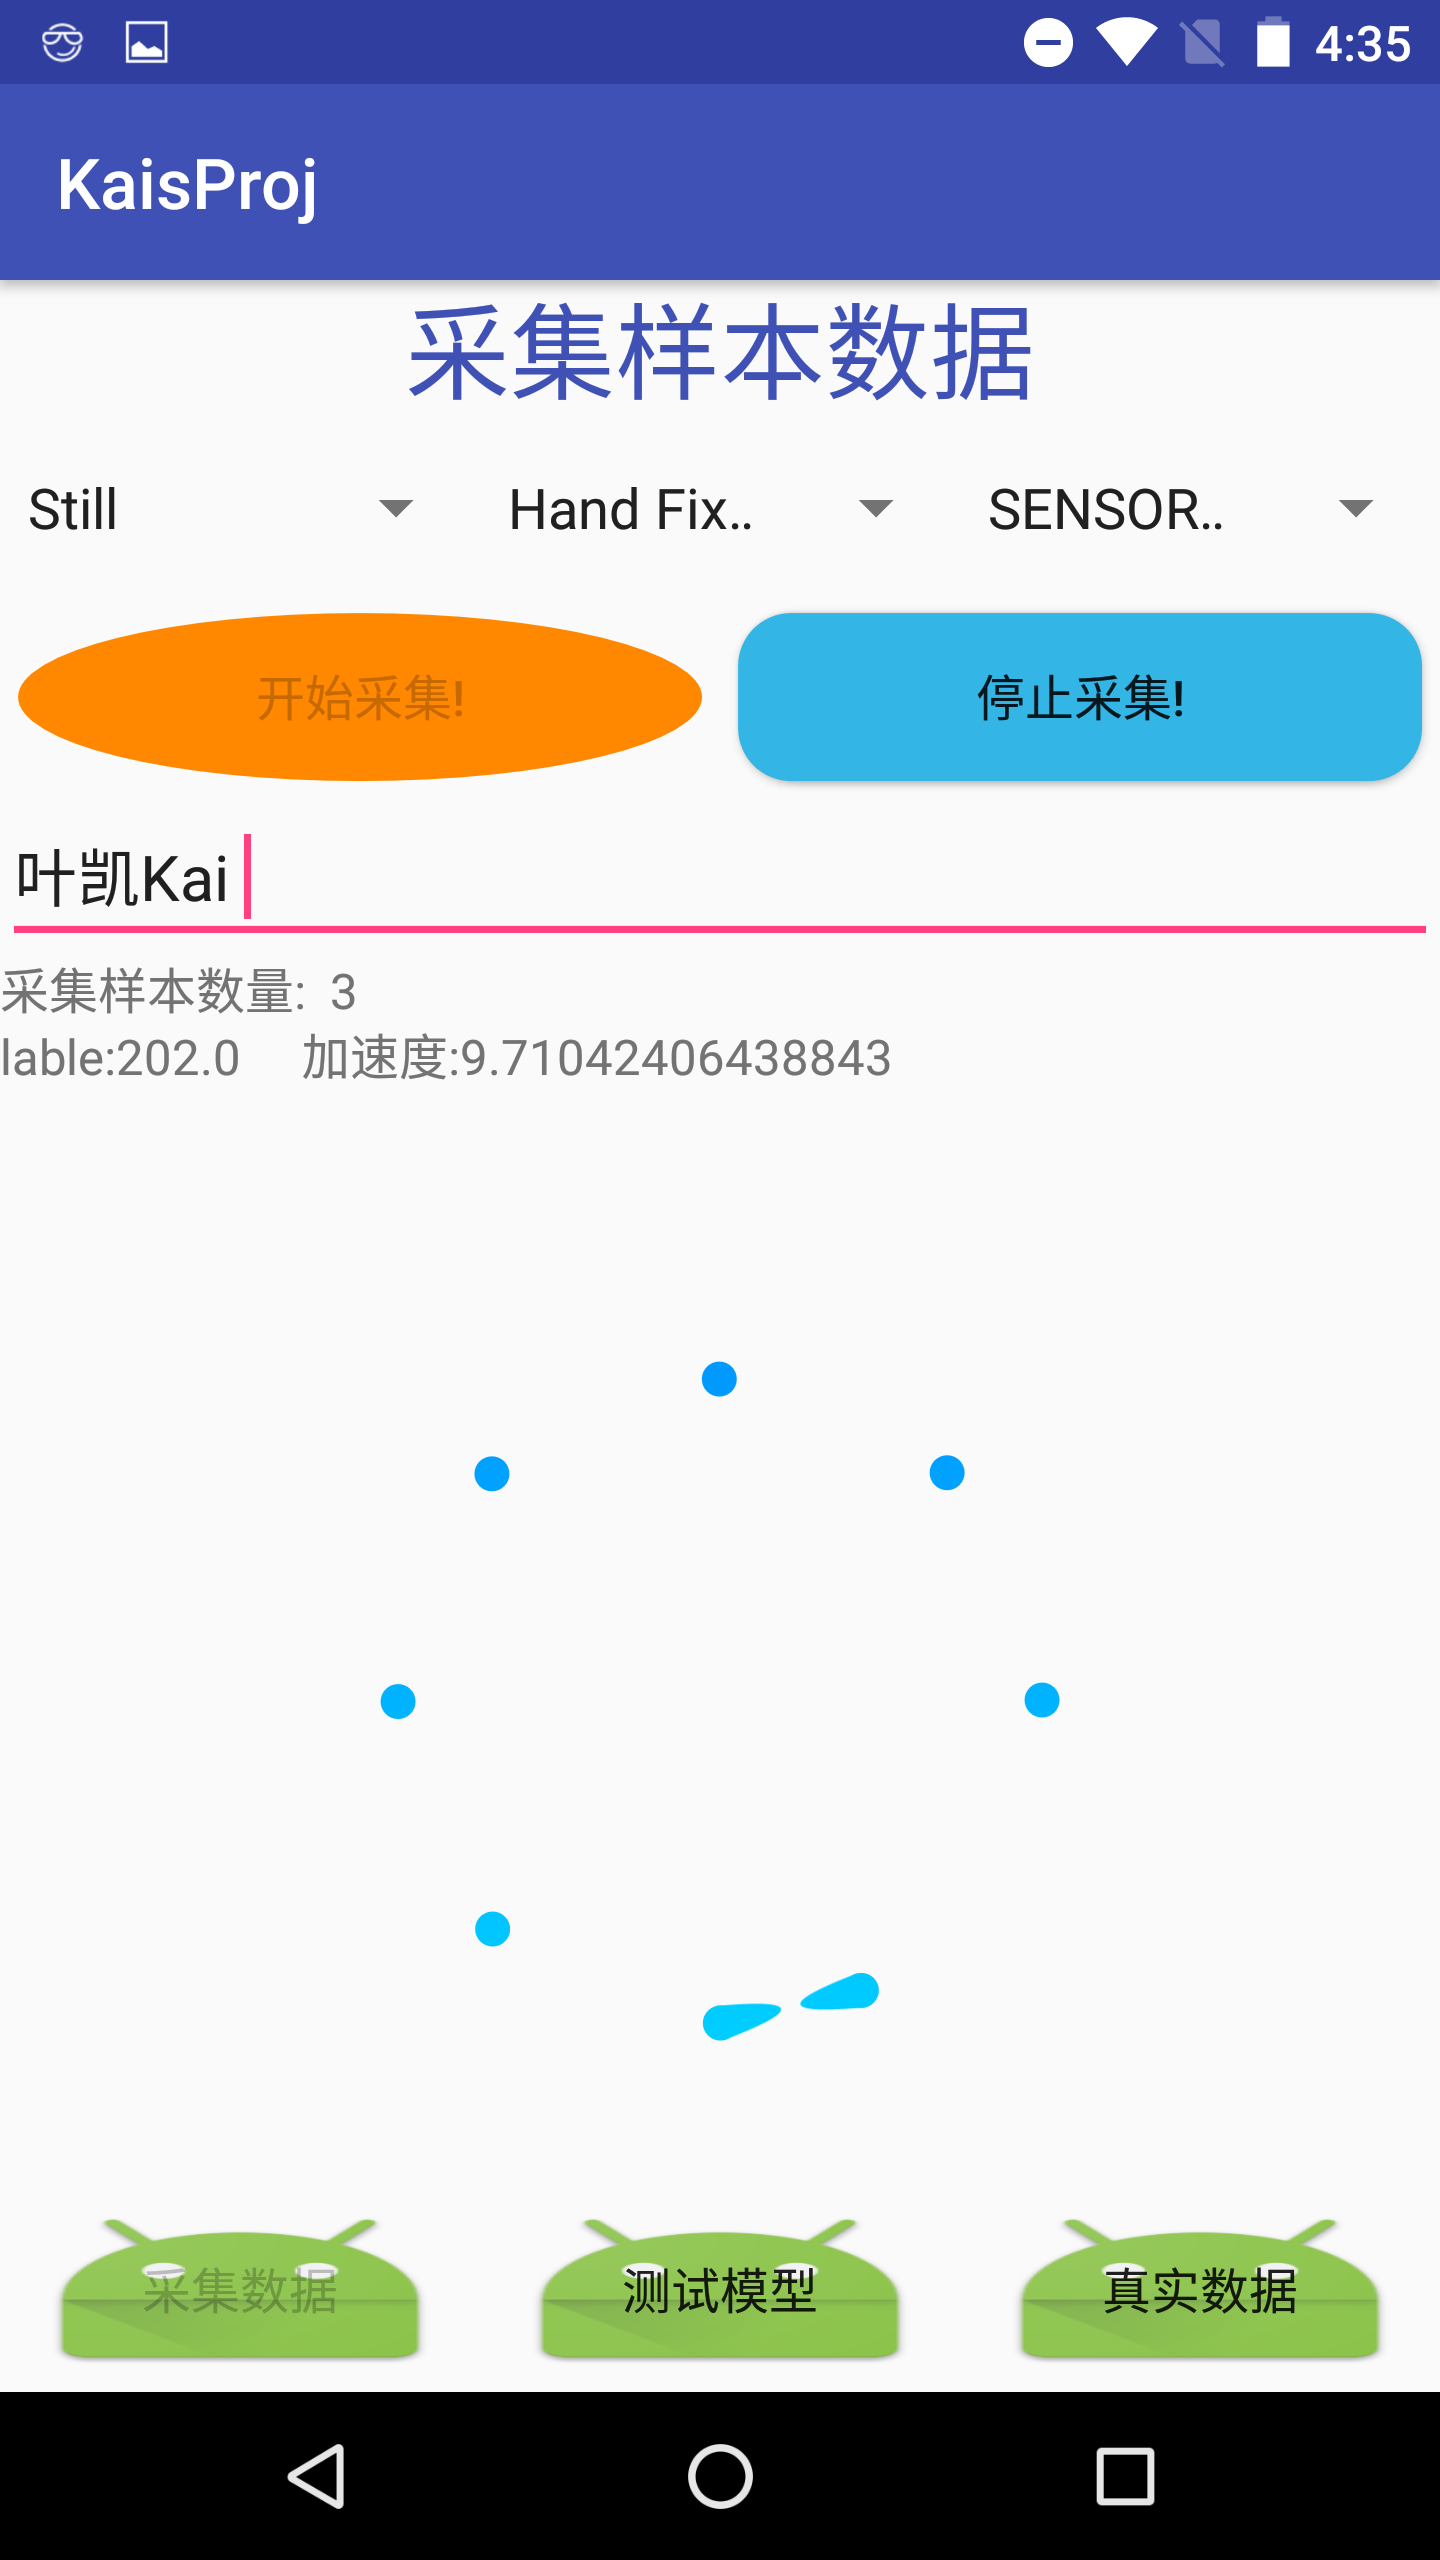 4:35
KaisProj
采集样本数据
Still Hand Fix.. SENSOR..
开始采集! 停止采集!
叶凯Kai
采集样本数量: 3
lable:202.0 加速度:9.71042406438843
采集数据 测试模型 真实数据